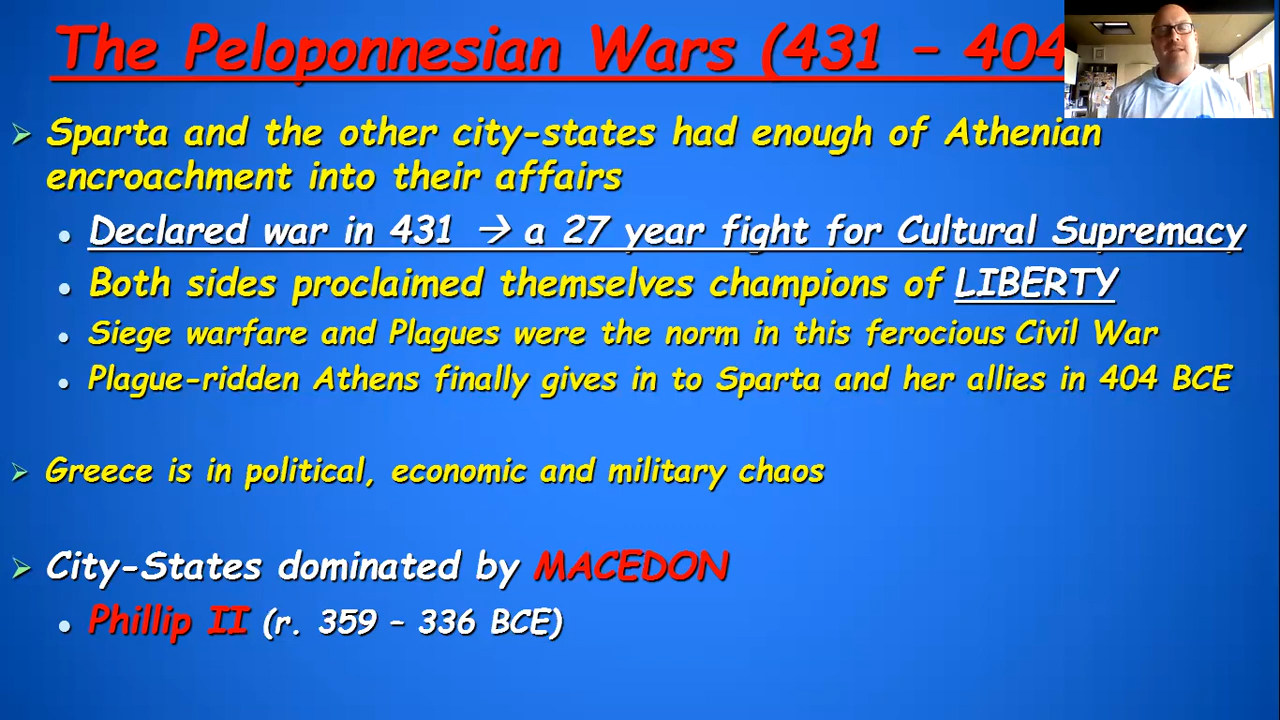 The Peloponnesian Wars (431 – 404
Sparta and the other city-states had enough of Athenian
encroachment into their affairs
Declared war in 431 → a 27 year fight for Cultural Supremacy
Both sides proclaimed themselves champions of LIBERTY
Siege warfare and Plagues were the norm in this ferocious Civil War
Plague-ridden Athens finally gives in to Sparta and her allies in 404 BCE
Greece is in political, economic and military chaos
City-States dominated by MACEDON
Phillip II (r. 359 – 336 BCE)